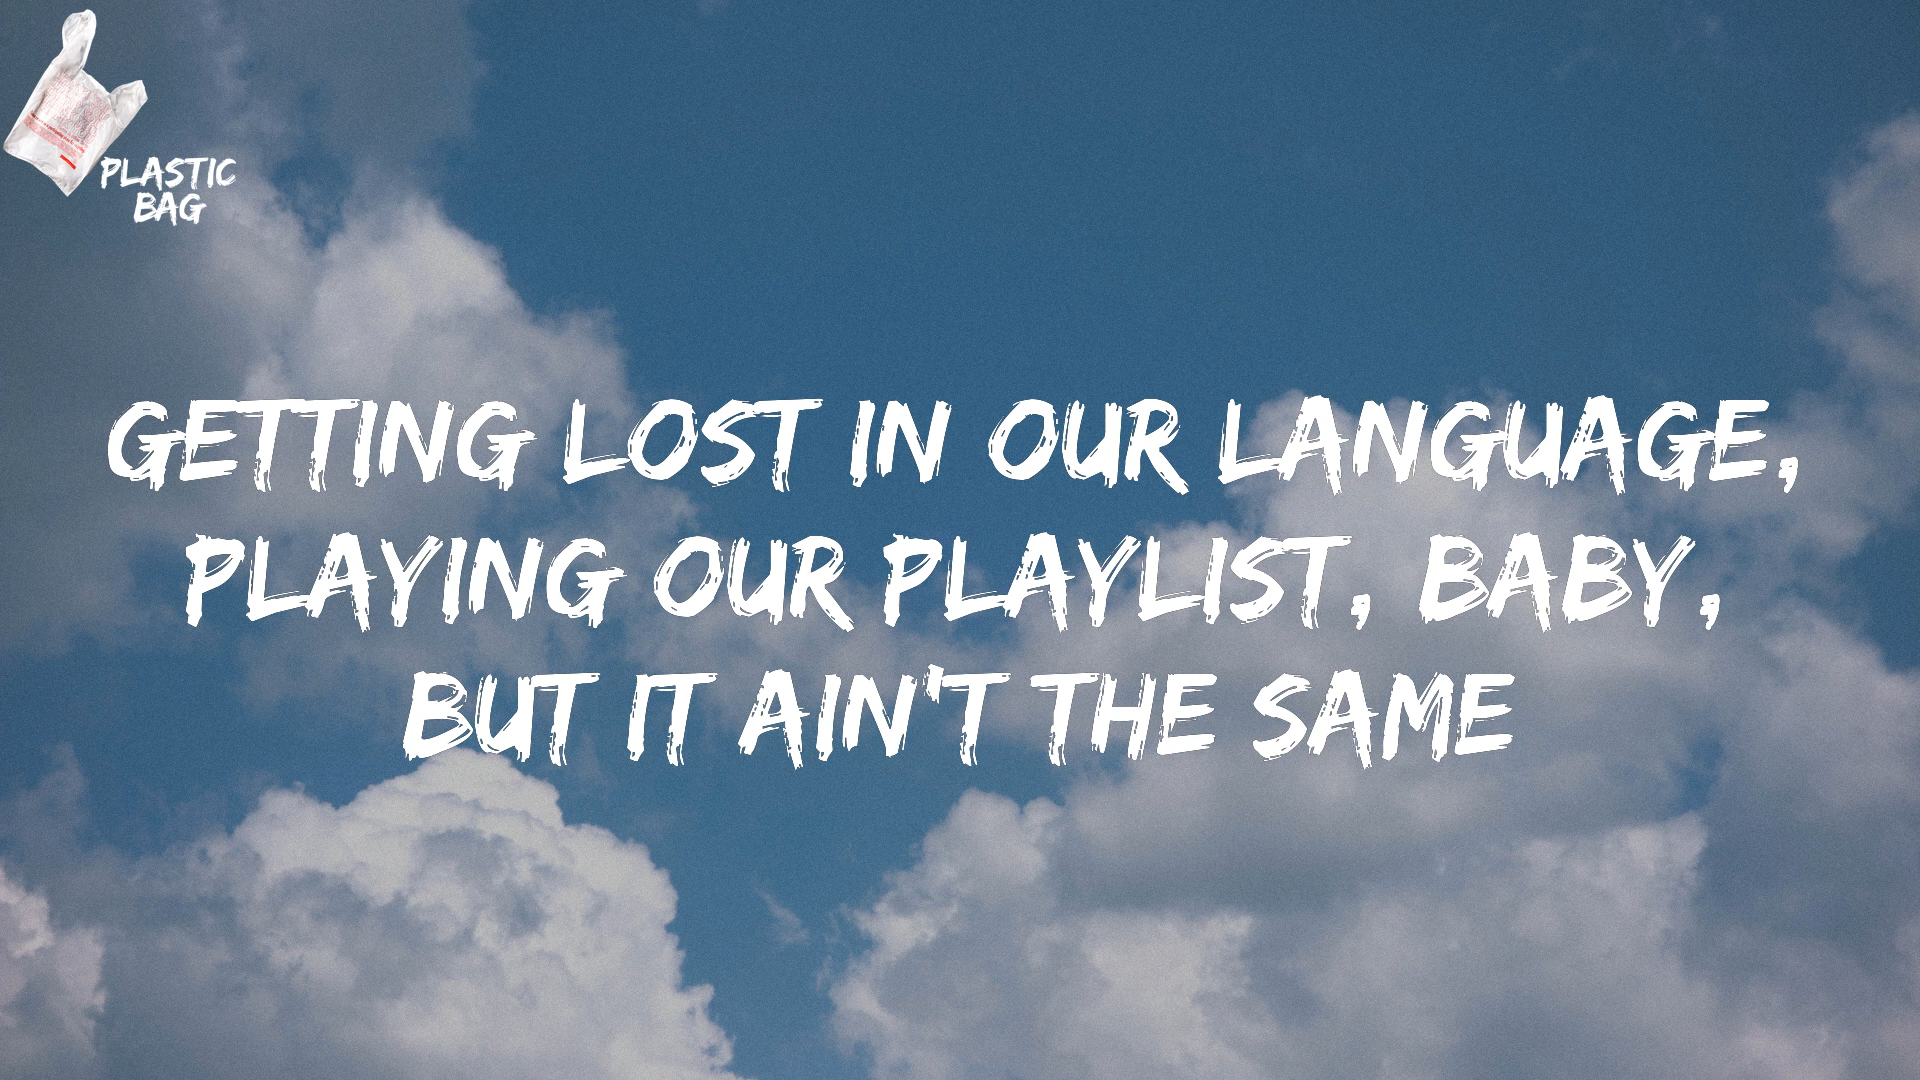 PLASTIC
BAG
GETTING LOST IN OUR LANGUAGE,
PLAYING OUR PLAYLIST, BABY,
BUT IT AIN'T THE SAME